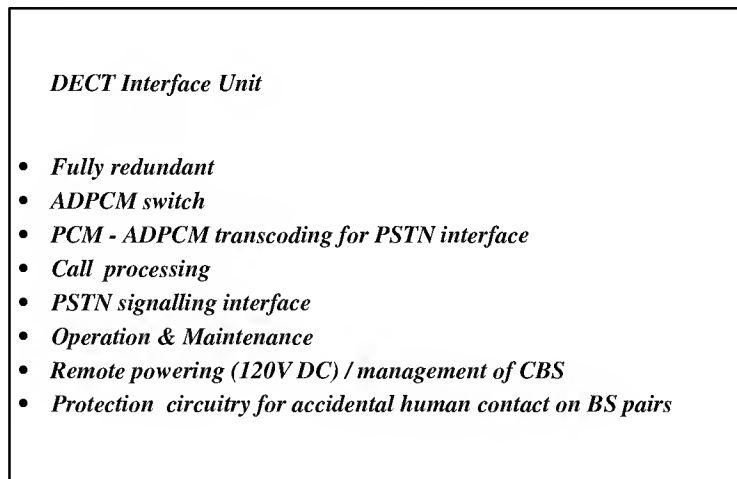 DECT Interface Unit
• Fully redundant
• ADPCM switch
• PCM - ADPCM transcoding for PSTN interface
• Call processing
• PSTN signalling interface
• Operation & Maintenance
• Remote powering (120V DC) / management of CBS
• Protection circuitry for accidental human contact on BS pairs